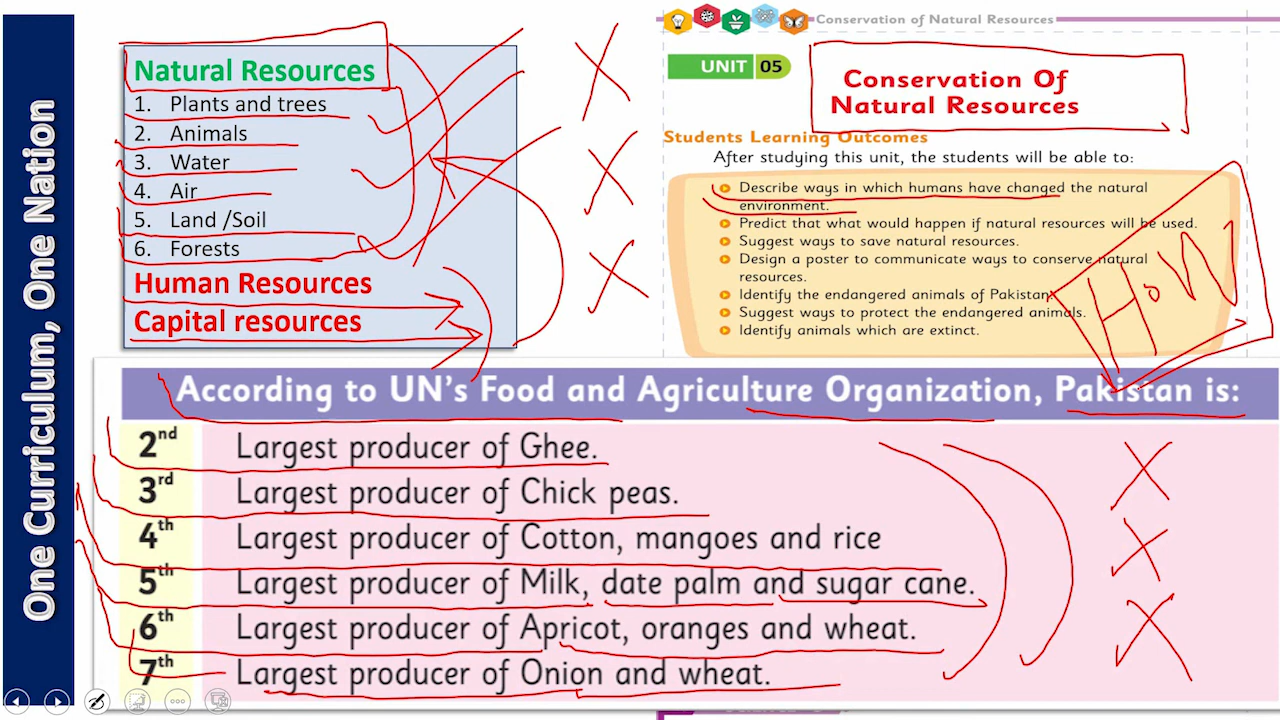 One Curriculum, One Nation
Natural Resources
1. Plants and trees
2. Animals
3. Water
4. Air
5. Land /Soil
6. Forests
Human Resources
Capital resources
Conservation of Natural Resources
UNIT 05
Conservation Of
Natural Resources
Students Learning Outcomes
After studying this unit, the students will be able to:
Describe ways in which humans have changed the natural
environment.
Predict that what would happen if natural resources will be used.
Suggest ways to save natural resources.
Design a poster to communicate ways to conserve natural
resources.
Identify the endangered animals of Pakistan.
Suggest ways to protect the endangered animals.
Identify animals which are extinct.
According to UN's Food and Agriculture Organization, Pakistan is:
2nd Largest producer of Ghee.
3rd Largest producer of Chick peas.
4th Largest producer of Cotton, mangoes and rice
5th Largest producer of Milk, date palm and sugar cane.
6th Largest producer of Apricot, oranges and wheat.
7th Largest producer of Onion and wheat.